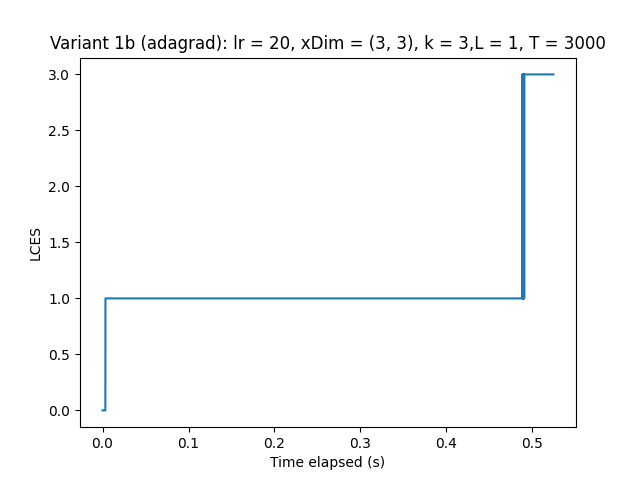 Variant 1b (adagrad): lr = 20, xDim = (3, 3), k = 3,L = 1, T = 3000
3.0
2.5
2.0
1.5
1.0
0.5
0.0
LCES
0.0 0.1 0.2 0.3 0.4 0.5
Time elapsed (s)